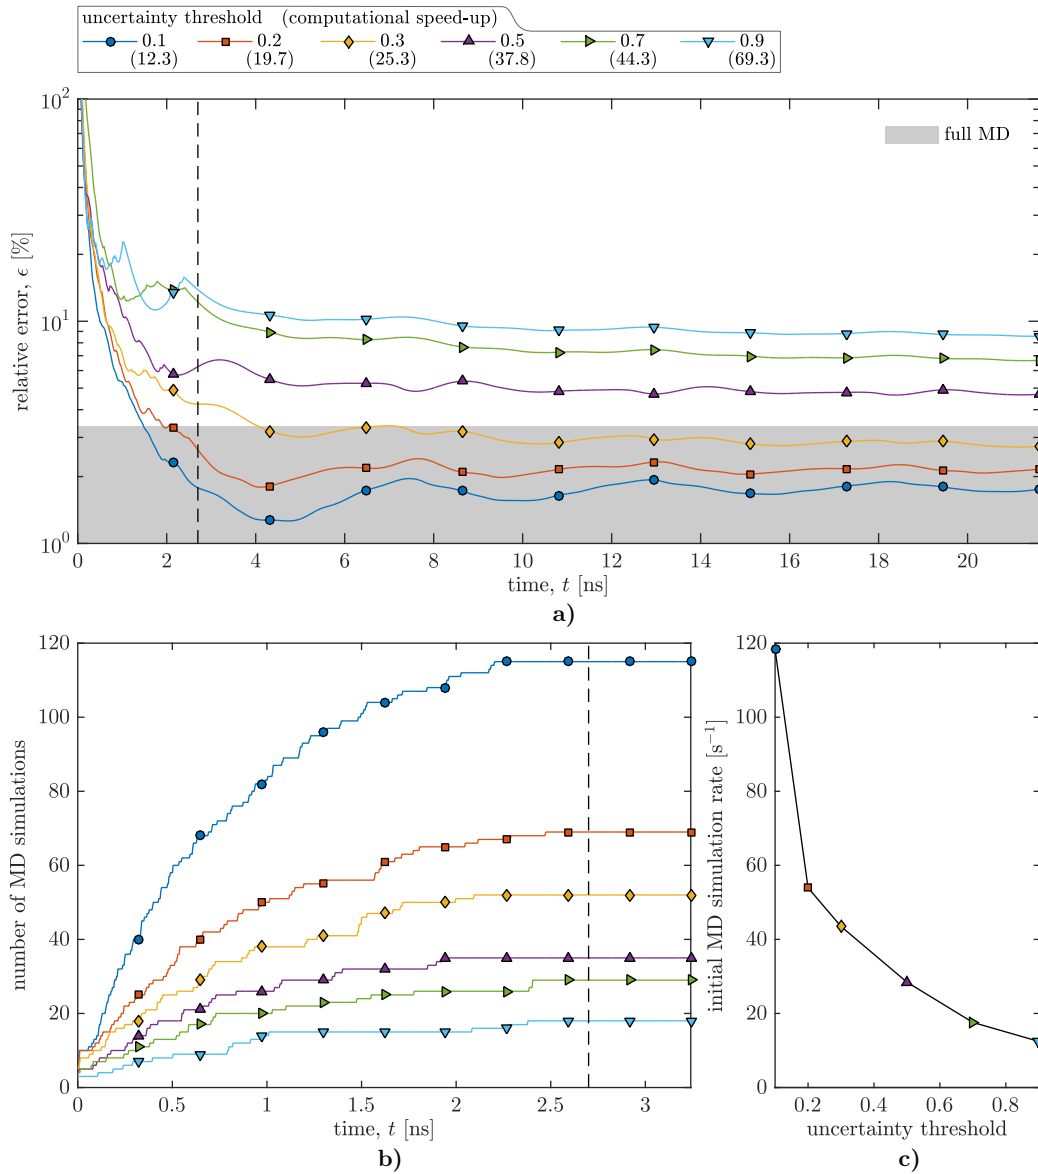 uncertainty threshold (computational speed-up)
0.1 0.2 0.3 0.5 0.7 0.9
(12.3) (19.7) (25.3) (37.8) (44.3) (69.3)
10^2
full MD
relative error, ϵ [%]
10^1
10^0
0 2 4 6 8 10 12 14 16 18 20
time, t [ns]
a)
120
100
80
60
40
20
0
number of MD simulations
0 0.5 1 1.5 2 2.5 3
time, t [ns]
b)
120
100
80
60
40
20
0
initial MD simulation rate [s^−1]
0.2 0.4 0.6 0.8
uncertainty threshold
c)